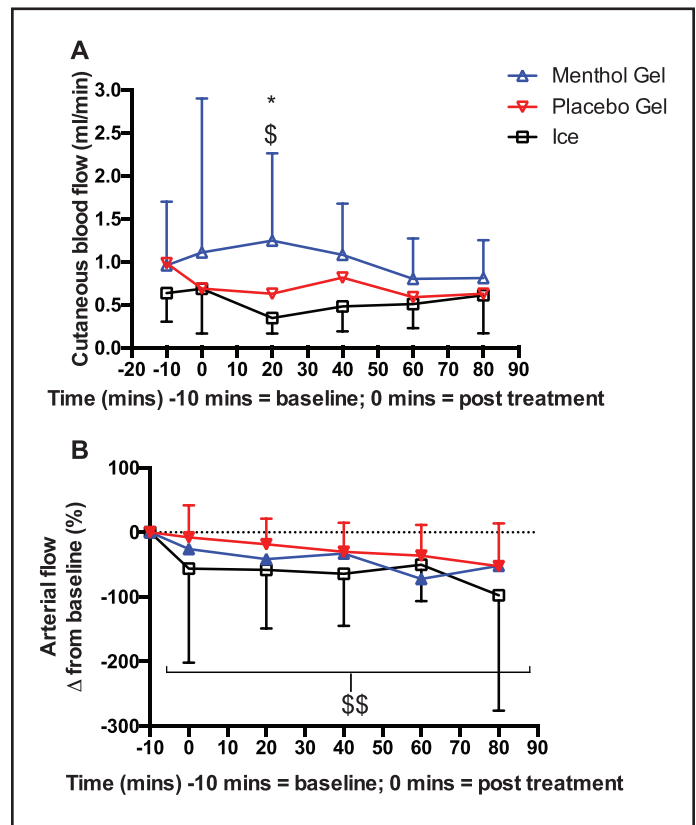 A
Cutaneous blood flow (ml/min)
3.0
2.5
2.0
1.5
1.0
0.5
0.0
*
$
Menthol Gel
Placebo Gel
Ice
-20 -10 0 10 20 30 40 50 60 70 80 90
Time (mins) -10 mins = baseline; 0 mins = post treatment
B
Arterial flow
Δ from baseline (%)
100
0
-100
-200
-300
$$
-10 0 10 20 30 40 50 60 70 80 90
Time (mins) -10 mins = baseline; 0 mins = post treatment